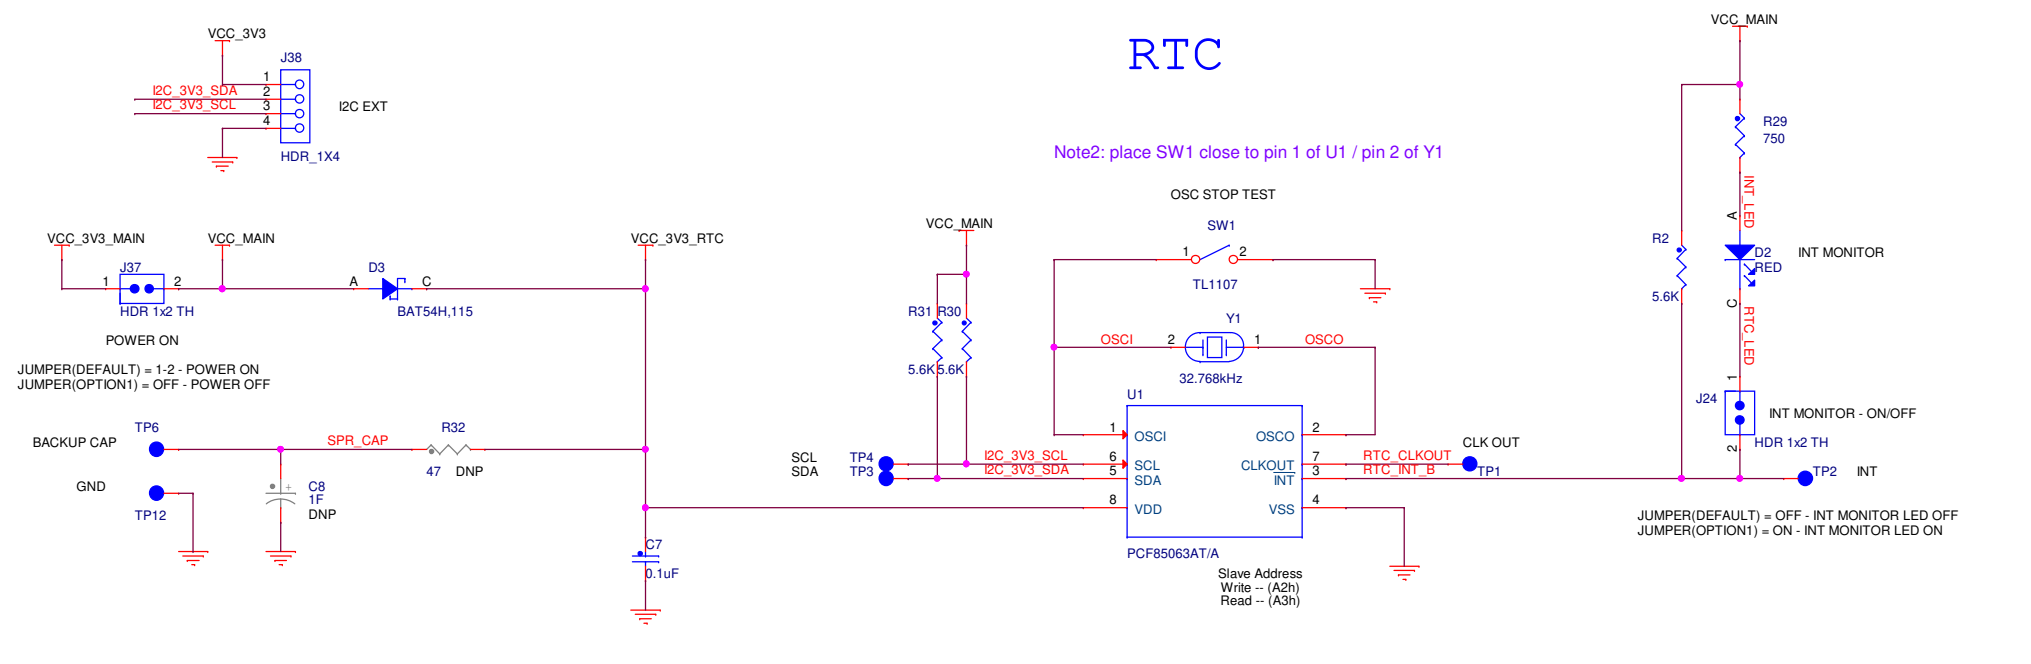 RTC
VCC_3V3
J38
1
I2C_3V3_SDA
2
I2C_3V3_SCL
3
4
I2C EXT
HDR_1X4
Note2: place SW1 close to pin 1 of U1 / pin 2 of Y1
OSC STOP TEST
VCC_3V3_MAIN
VCC_MAIN
J37
1
2
HDR 1x2 TH
D3
A
C
BAT54H,115
VCC_3V3_RTC
POWER ON
JUMPER(DEFAULT) = 1-2 - POWER ON
JUMPER(OPTION1) = OFF - POWER OFF
BACKUP CAP
TP6
SPR_CAP
R32
47
DNP
GND
TP12
C8
+
1F
DNP
C7
0.1uF
VCC_MAIN
R31
R30
5.6K
5.6K
SW1
1
2
TL1107
Y1
OSCI
2
1
OSCO
32.768kHz
U1
1
OSCI
OSCO
2
SCL
TP4
I2C_3V3_SCL
6
SCL
CLKOUT
7
RTC_CLKOUT
CLK OUT
TP1
SDA
TP3
I2C_3V3_SDA
5
SDA
INT
3
RTC_INT_B
8
VDD
VSS
4
PCF85063AT/A
Slave Address
Write -- (A2h)
Read -- (A3h)
VCC_MAIN
R29
750
INT_LED
A
R2
5.6K
D2
RED
INT MONITOR
C
RTC_LED
1
J24
INT MONITOR - ON/OFF
HDR 1x2 TH
2
TP2
INT
JUMPER(DEFAULT) = OFF - INT MONITOR LED OFF
JUMPER(OPTION1) = ON - INT MONITOR LED ON